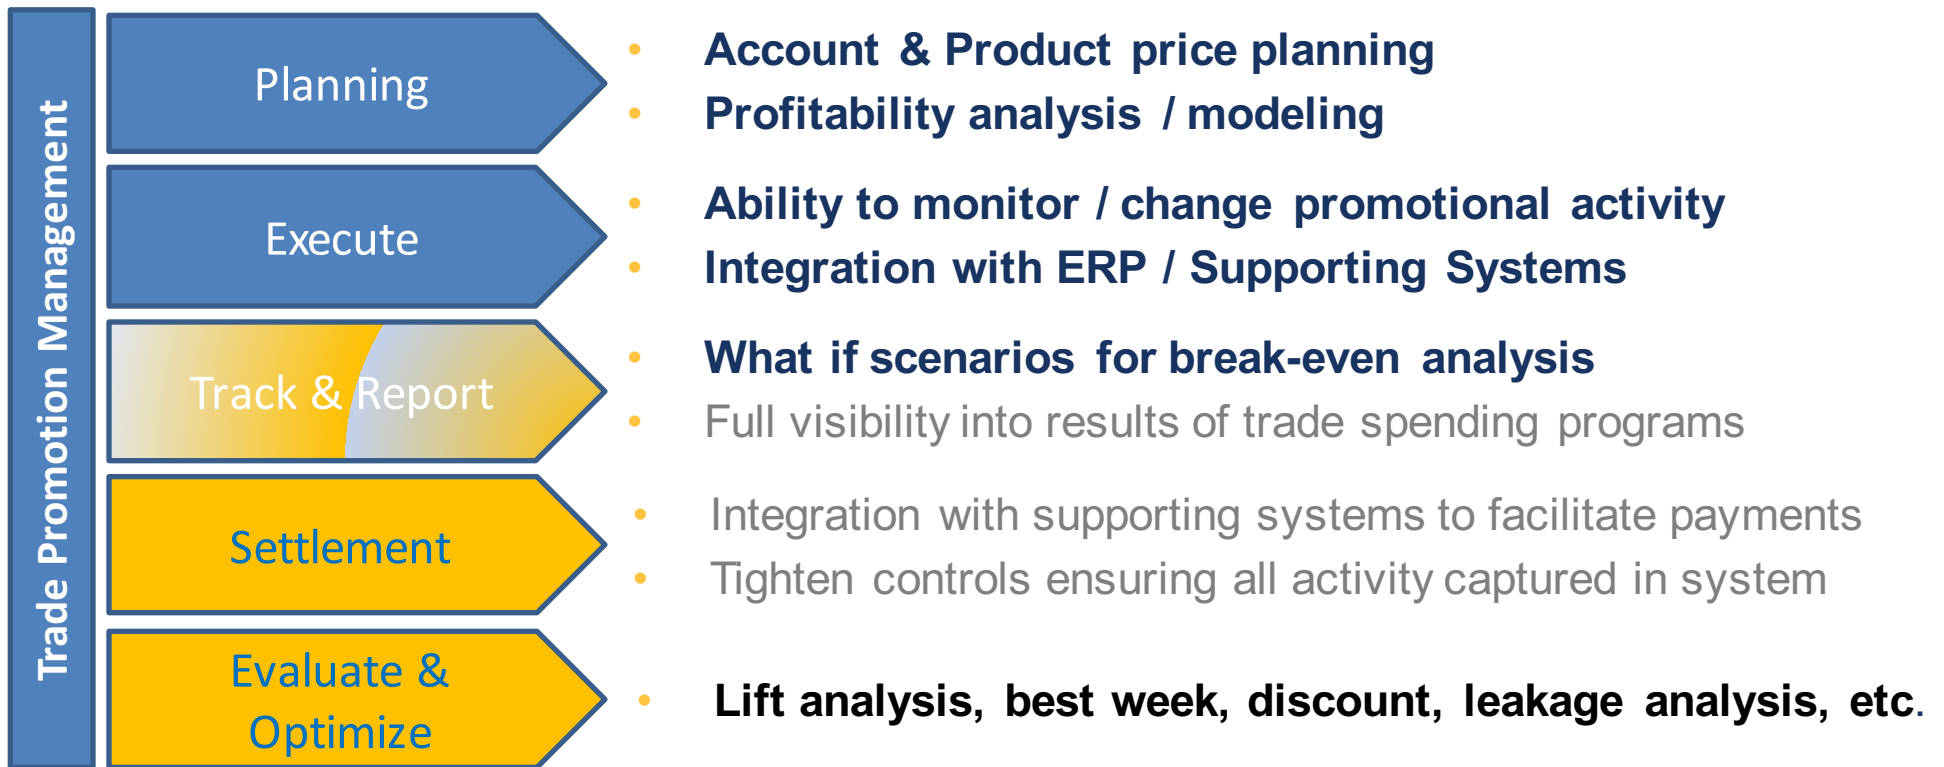 Trade Promotion Management
Planning
• Account & Product price planning
• Profitability analysis / modeling
Execute
• Ability to monitor / change promotional activity
• Integration with ERP / Supporting Systems
Track & Report
• What if scenarios for break-even analysis
• Full visibility into results of trade spending programs
Settlement
• Integration with supporting systems to facilitate payments
• Tighten controls ensuring all activity captured in system
Evaluate &
Optimize
• Lift analysis, best week, discount, leakage analysis, etc.